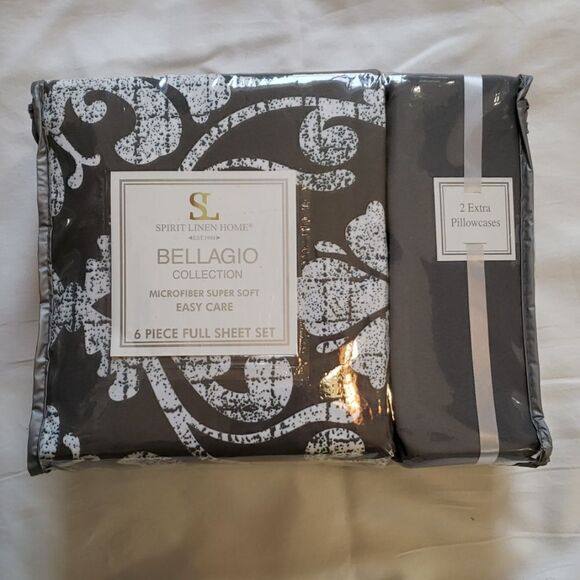 SL
SPIRIT LINEN HOME®
EST.1983
BELLAGIO
COLLECTION
MICROFIBER SUPER SOFT
EASY CARE
6 PIECE FULL SHEET SET
2 Extra
Pillowcases